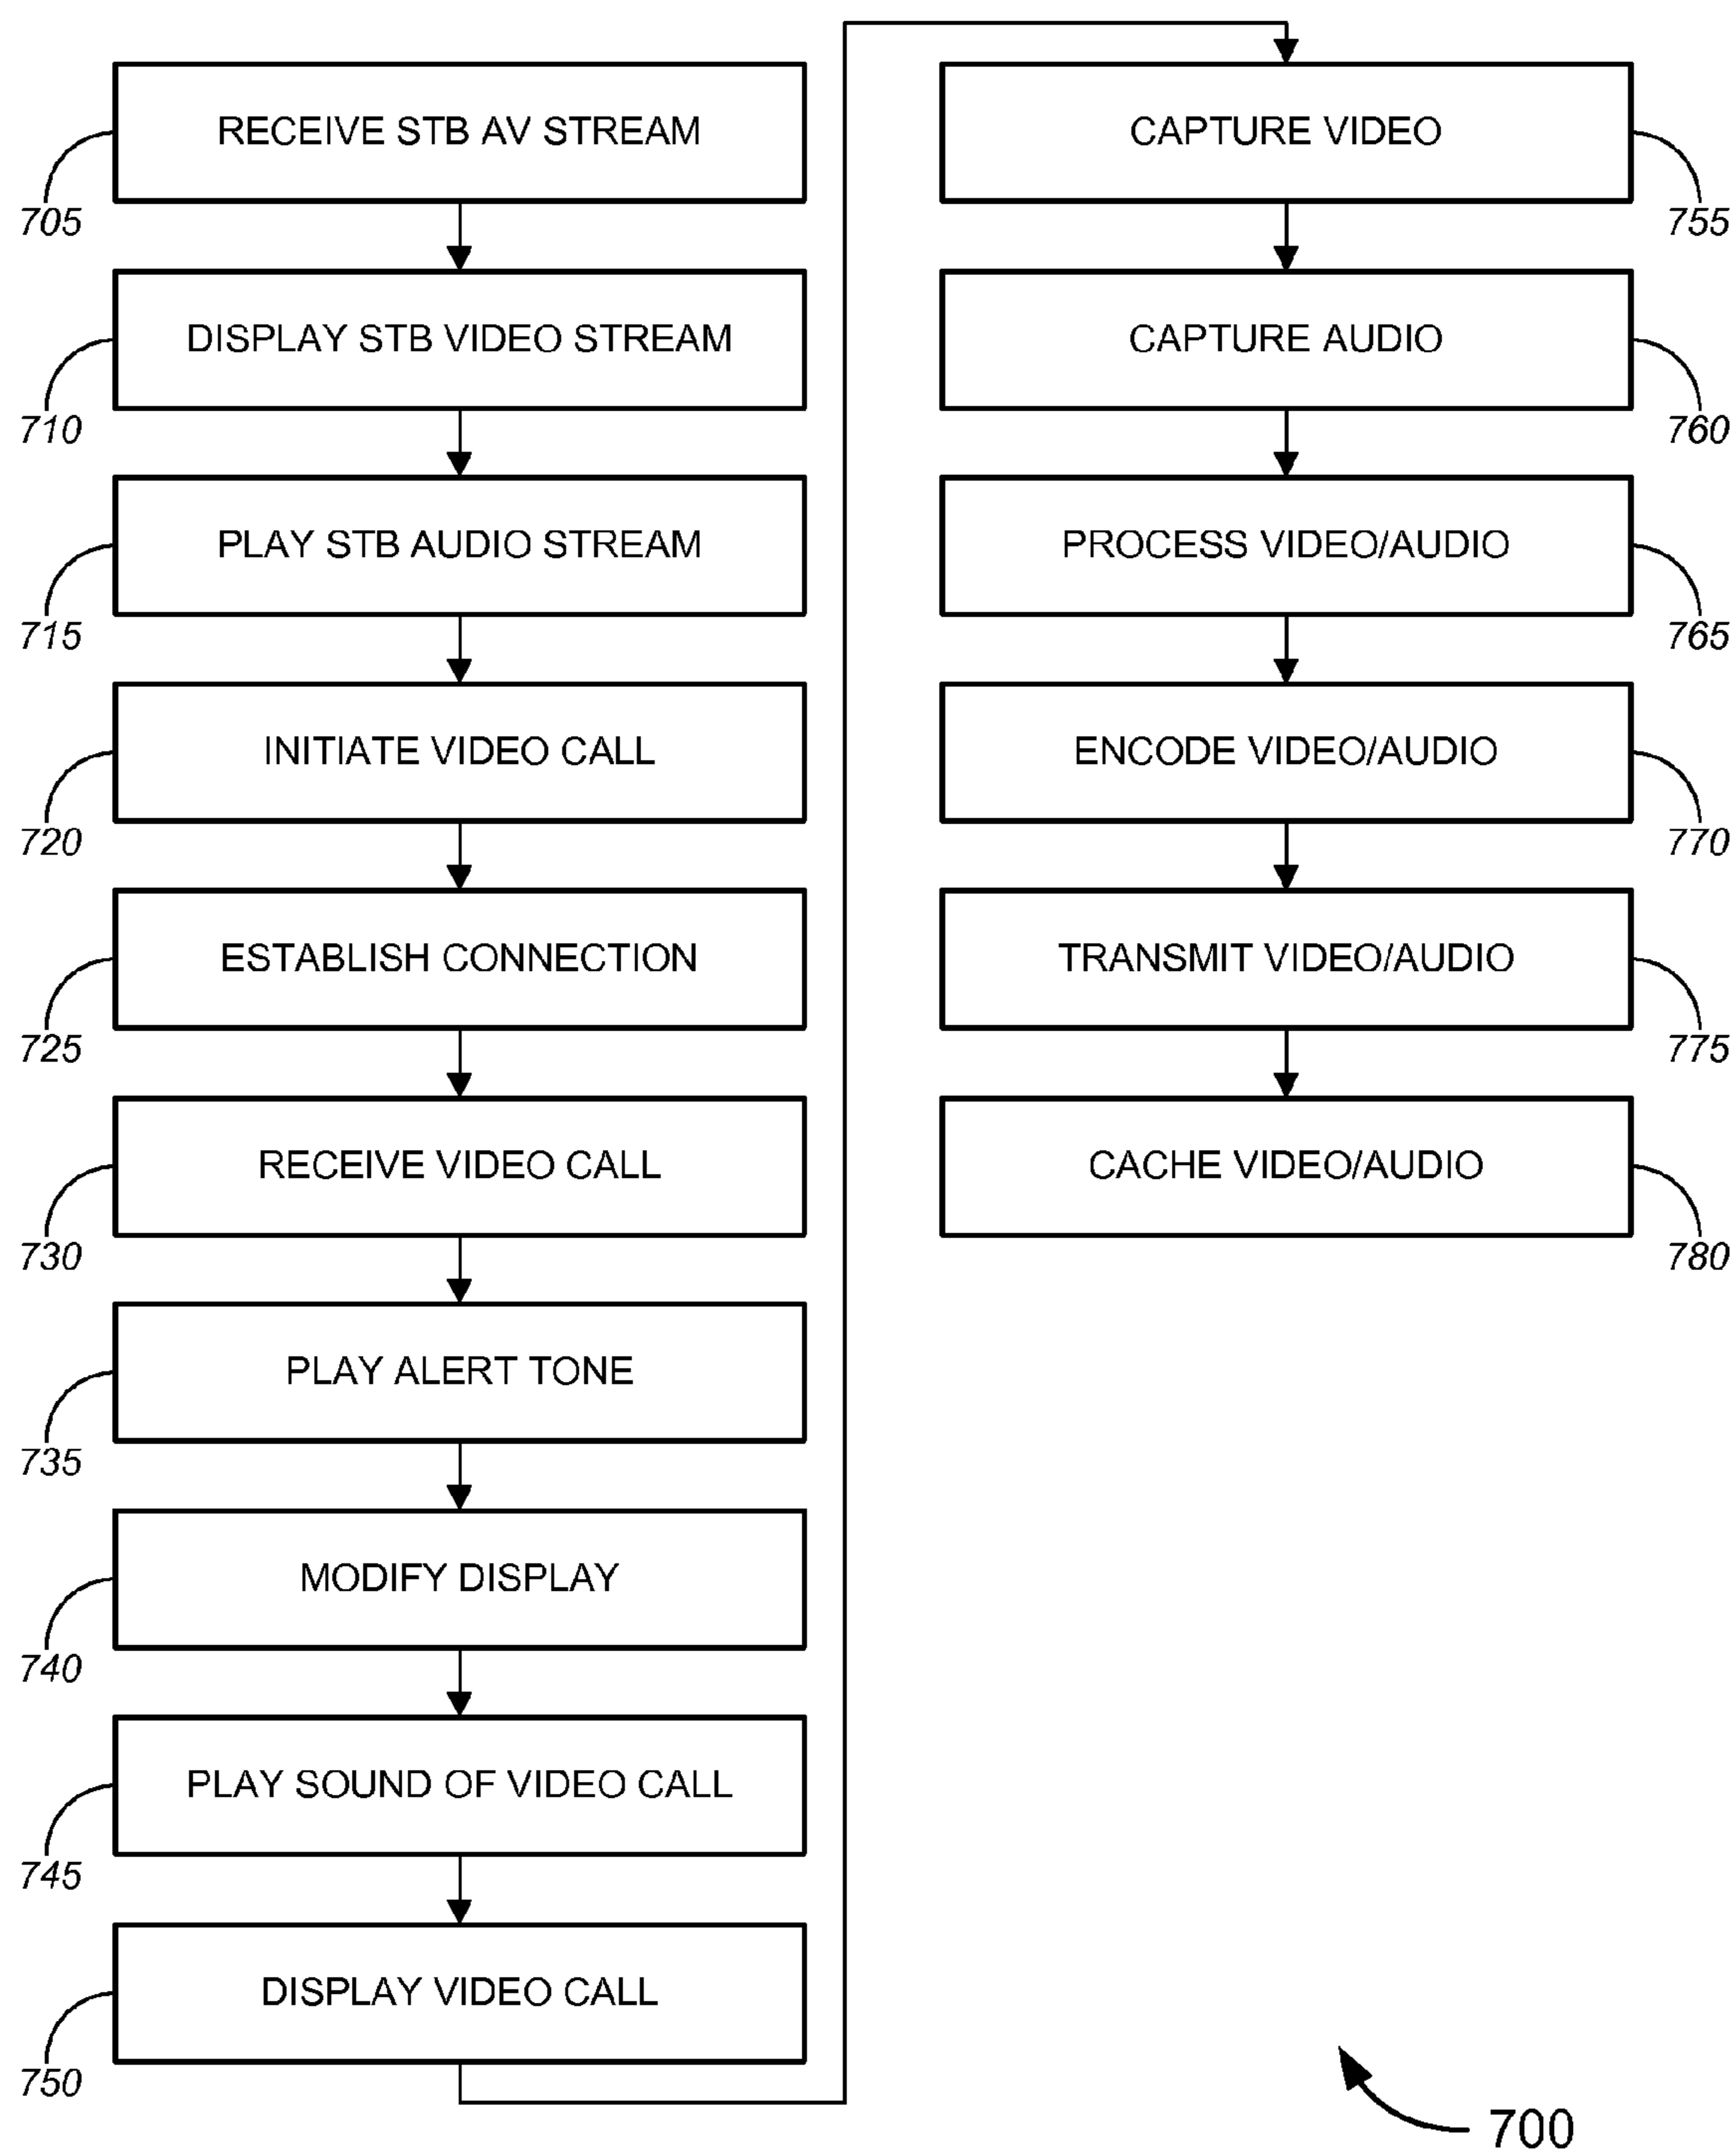 RECEIVE STB AV STREAM
705
DISPLAY STB VIDEO STREAM
710
PLAY STB AUDIO STREAM
715
INITIATE VIDEO CALL
720
ESTABLISH CONNECTION
725
RECEIVE VIDEO CALL
730
PLAY ALERT TONE
735
MODIFY DISPLAY
740
PLAY SOUND OF VIDEO CALL
745
DISPLAY VIDEO CALL
750
CAPTURE VIDEO
755
CAPTURE AUDIO
760
PROCESS VIDEO/AUDIO
765
ENCODE VIDEO/AUDIO
770
TRANSMIT VIDEO/AUDIO
775
CACHE VIDEO/AUDIO
780
700